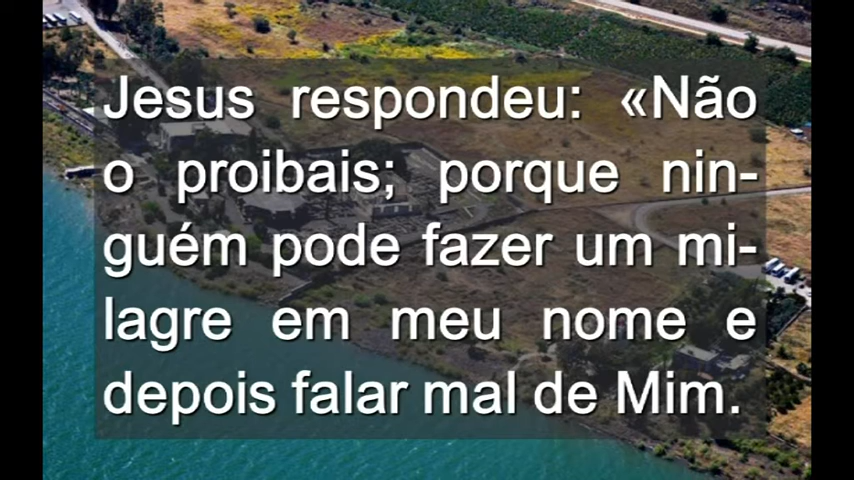 Jesus respondeu: «Não
o proibais; porque nin-
guém pode fazer um mi-
lagre em meu nome e
depois falar mal de Mim.